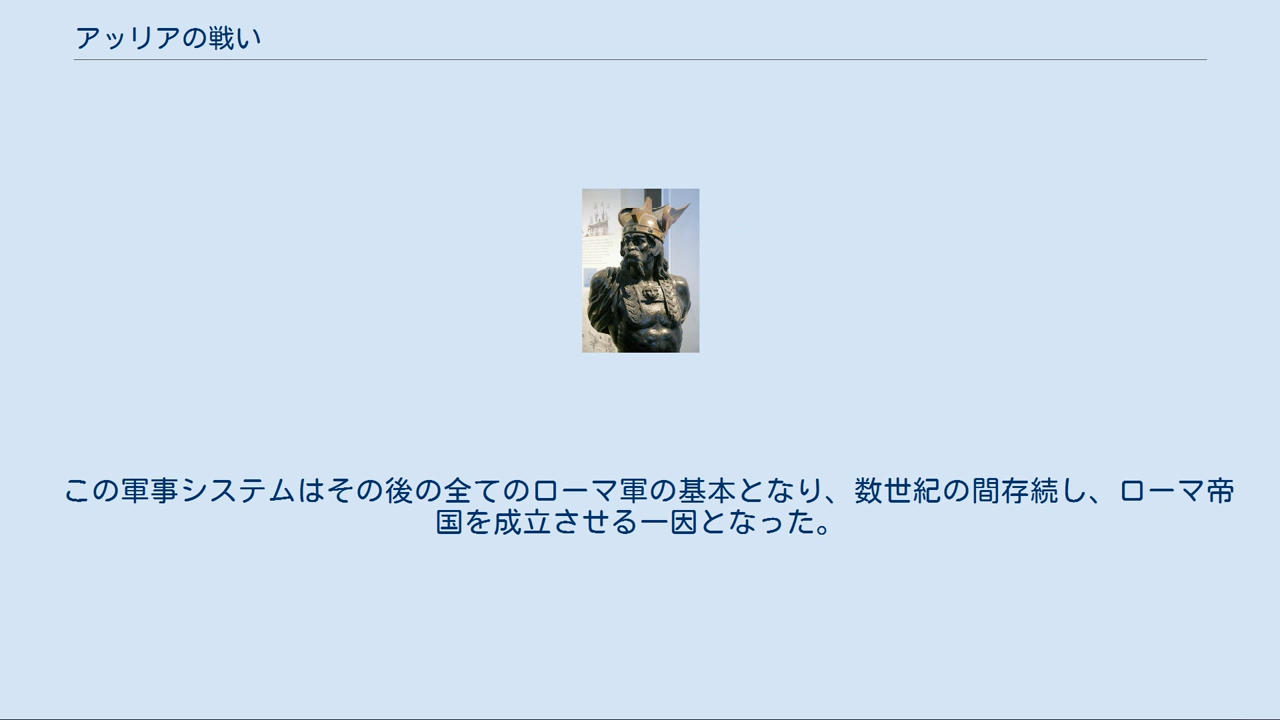 アッリアの戦い
この軍事システムはその後の全てのローマ軍の基本となり、数世紀の間存続し、ローマ帝
国を成立させる一因となった。